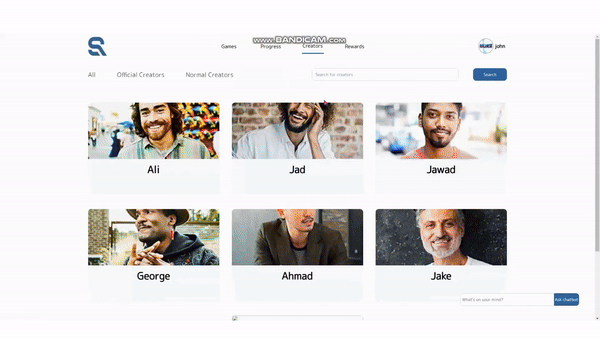 www.BANDICAM.com
Games
Progress
Creators
Rewards
john
All
Official Creators
Normal Creators
Search for creators
Search
Ali
Jad
Jawad
George
Ahmad
Jake
What's on your mind?
Ask chatbot